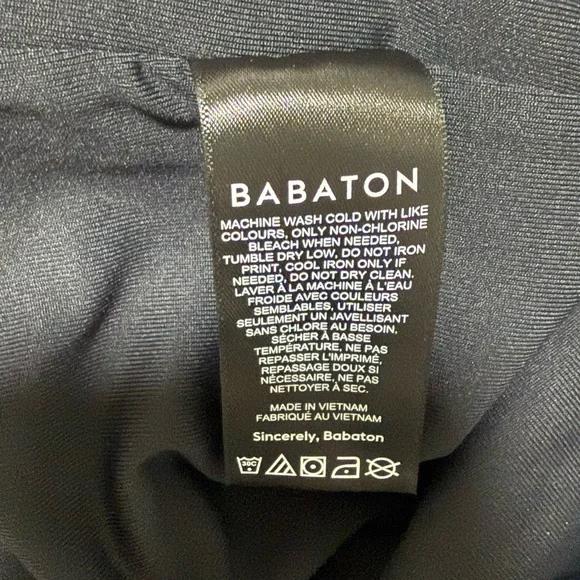 BABATON
MACHINE WASH COLD WITH LIKE
COLOURS, ONLY NON-CHLORINE
BLEACH WHEN NEEDED,
TUMBLE DRY LOW, DO NOT IRON
PRINT, COOL IRON ONLY IF
NEEDED, DO NOT DRY CLEAN.
LAVER À LA MACHINE À L'EAU
FROIDE AVEC COULEURS
SEMBLABLES, UTILISER
SEULEMENT UN JAVELLISANT
SANS CHLORE AU BESOIN,
SÉCHER À BASSE
TEMPÉRATURE, NE PAS
REPASSER L'IMPRIMÉ,
REPASSAGE DOUX SI
NÉCESSAIRE, NE PAS
NETTOYER À SEC.
MADE IN VIETNAM
FABRIQUÉ AU VIETNAM
Sincerely, Babaton
30C